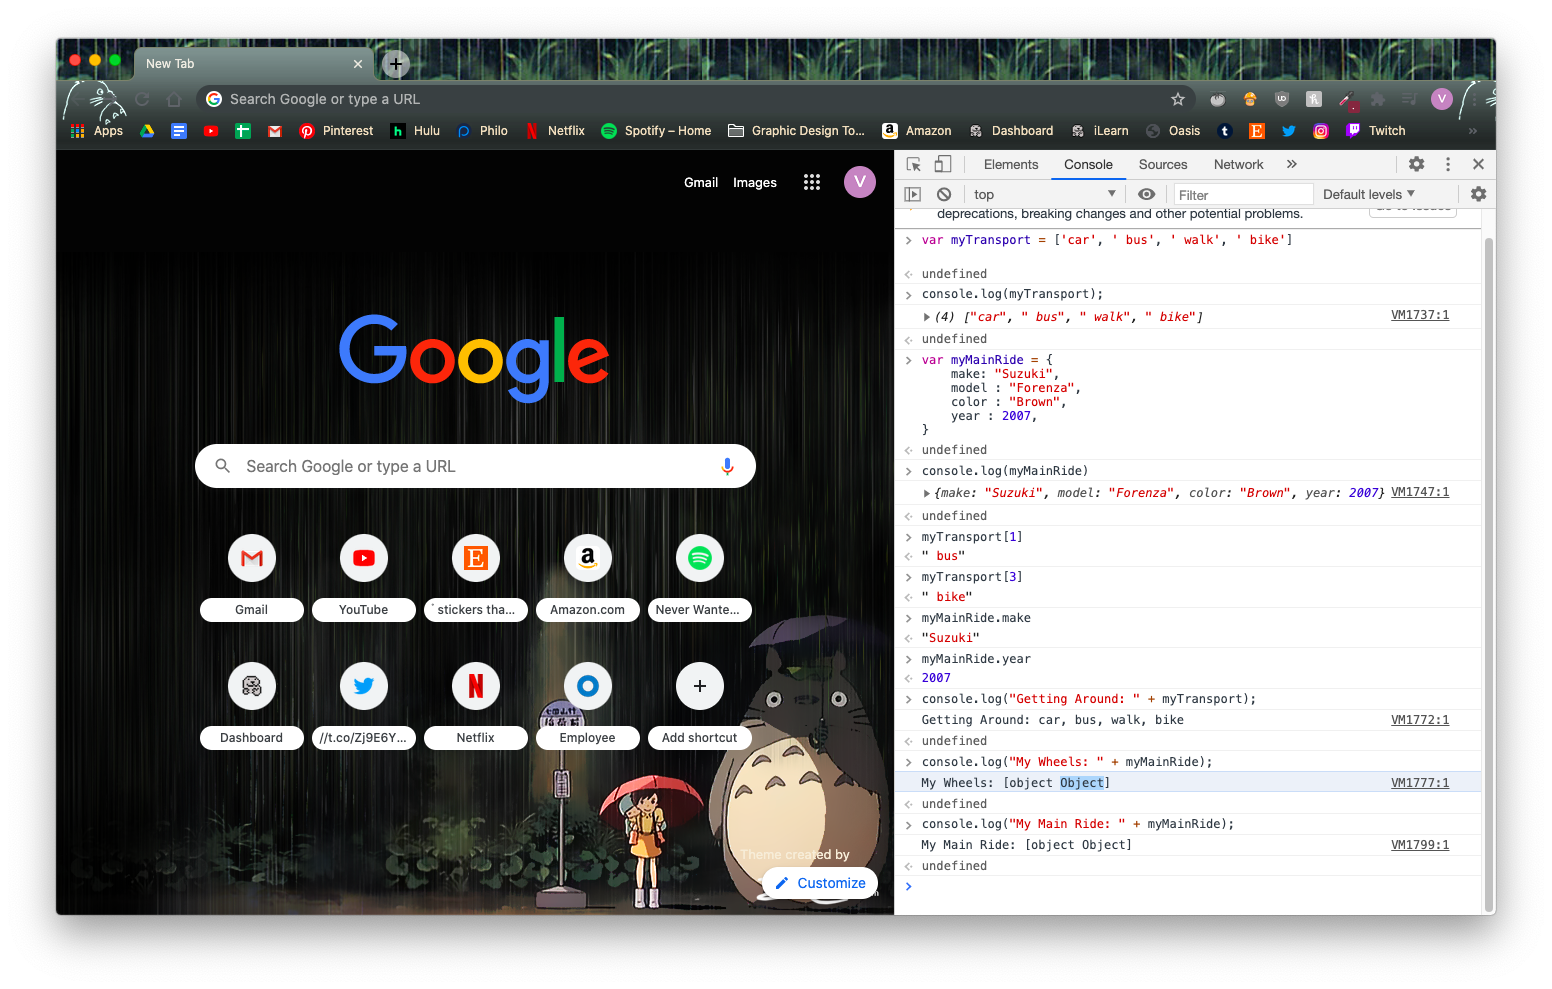 New Tab
Search Google or type a URL
V
Apps
Pinterest
Hulu
Philo
Netflix
Spotify – Home
Graphic Design To...
Amazon
Dashboard
iLearn
Oasis
Twitch
Gmail Images V
Google
Search Google or type a URL
Gmail YouTube stickers tha... Amazon.com Never Wante...
Dashboard //t.co/Zj9E6Y... Netflix Employee Add shortcut
Theme created by
Customize
Elements Console Sources Network
top Filter Default levels
deprecations, breaking changes and other potential problems.
var myTransport = ['car', ' bus', ' walk', ' bike']
undefined
console.log(myTransport);
(4) ["car", " bus", " walk", " bike"] VM1737:1
undefined
var myMainRide = {
make: "Suzuki",
model : "Forenza",
color : "Brown",
year : 2007,
}
undefined
console.log(myMainRide)
{make: "Suzuki", model: "Forenza", color: "Brown", year: 2007} VM1747:1
undefined
myTransport[1]
" bus"
myTransport[3]
" bike"
myMainRide.make
"Suzuki"
myMainRide.year
2007
console.log("Getting Around: " + myTransport);
Getting Around: car, bus, walk, bike VM1772:1
undefined
console.log("My Wheels: " + myMainRide);
My Wheels: [object Object] VM1777:1
undefined
console.log("My Main Ride: " + myMainRide);
My Main Ride: [object Object] VM1799:1
undefined